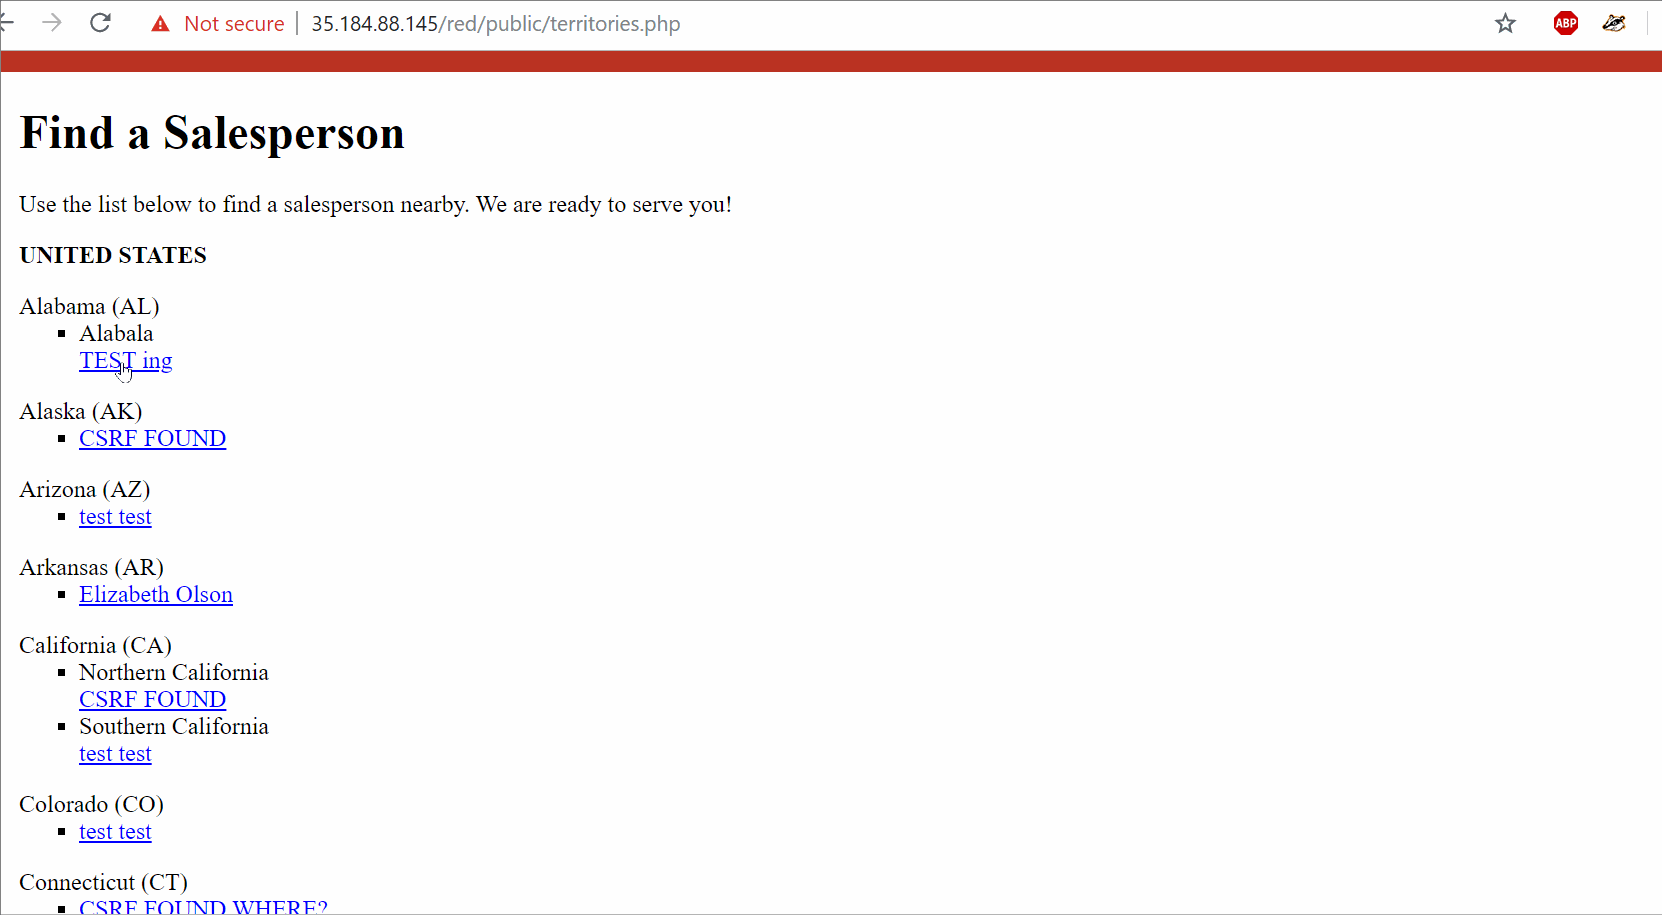 Not secure | 35.184.88.145/red/public/territories.php
ABP
Find a Salesperson
Use the list below to find a salesperson nearby. We are ready to serve you!
UNITED STATES
Alabama (AL)
Alabala
TEST ing
Alaska (AK)
CSRF FOUND
Arizona (AZ)
test test
Arkansas (AR)
Elizabeth Olson
California (CA)
Northern California
CSRF FOUND
Southern California
test test
Colorado (CO)
test test
Connecticut (CT)
CSRF FOUND WHERE?